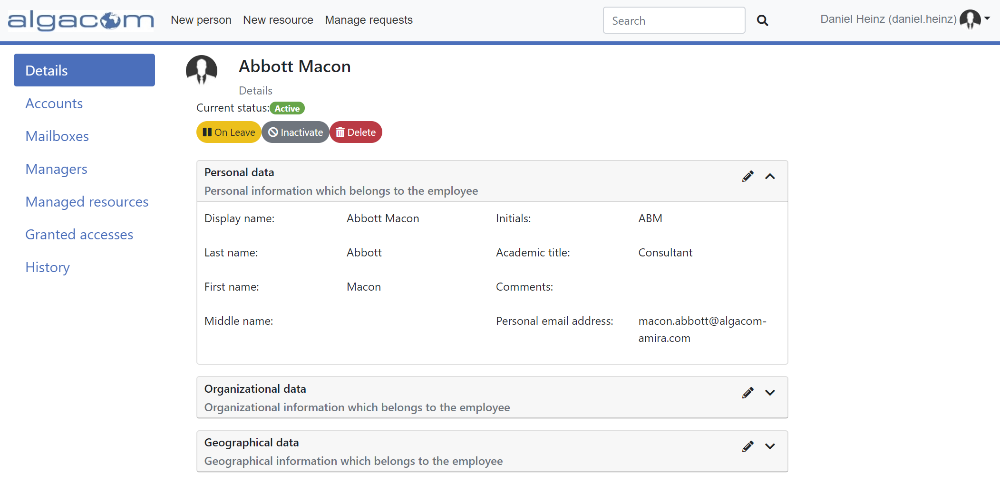 algacom New person New resource Manage requests Search Daniel Heinz (daniel.heinz)
Details
Accounts
Mailboxes
Managers
Managed resources
Granted accesses
History
Abbott Macon
Details
Current status: Active
On Leave Inactivate Delete
Personal data
Personal information which belongs to the employee
Display name: Abbott Macon Initials: ABM
Last name: Abbott Academic title: Consultant
First name: Macon Comments:
Middle name: Personal email address: macon.abbott@algacom-
amira.com
Organizational data
Organizational information which belongs to the employee
Geographical data
Geographical information which belongs to the employee